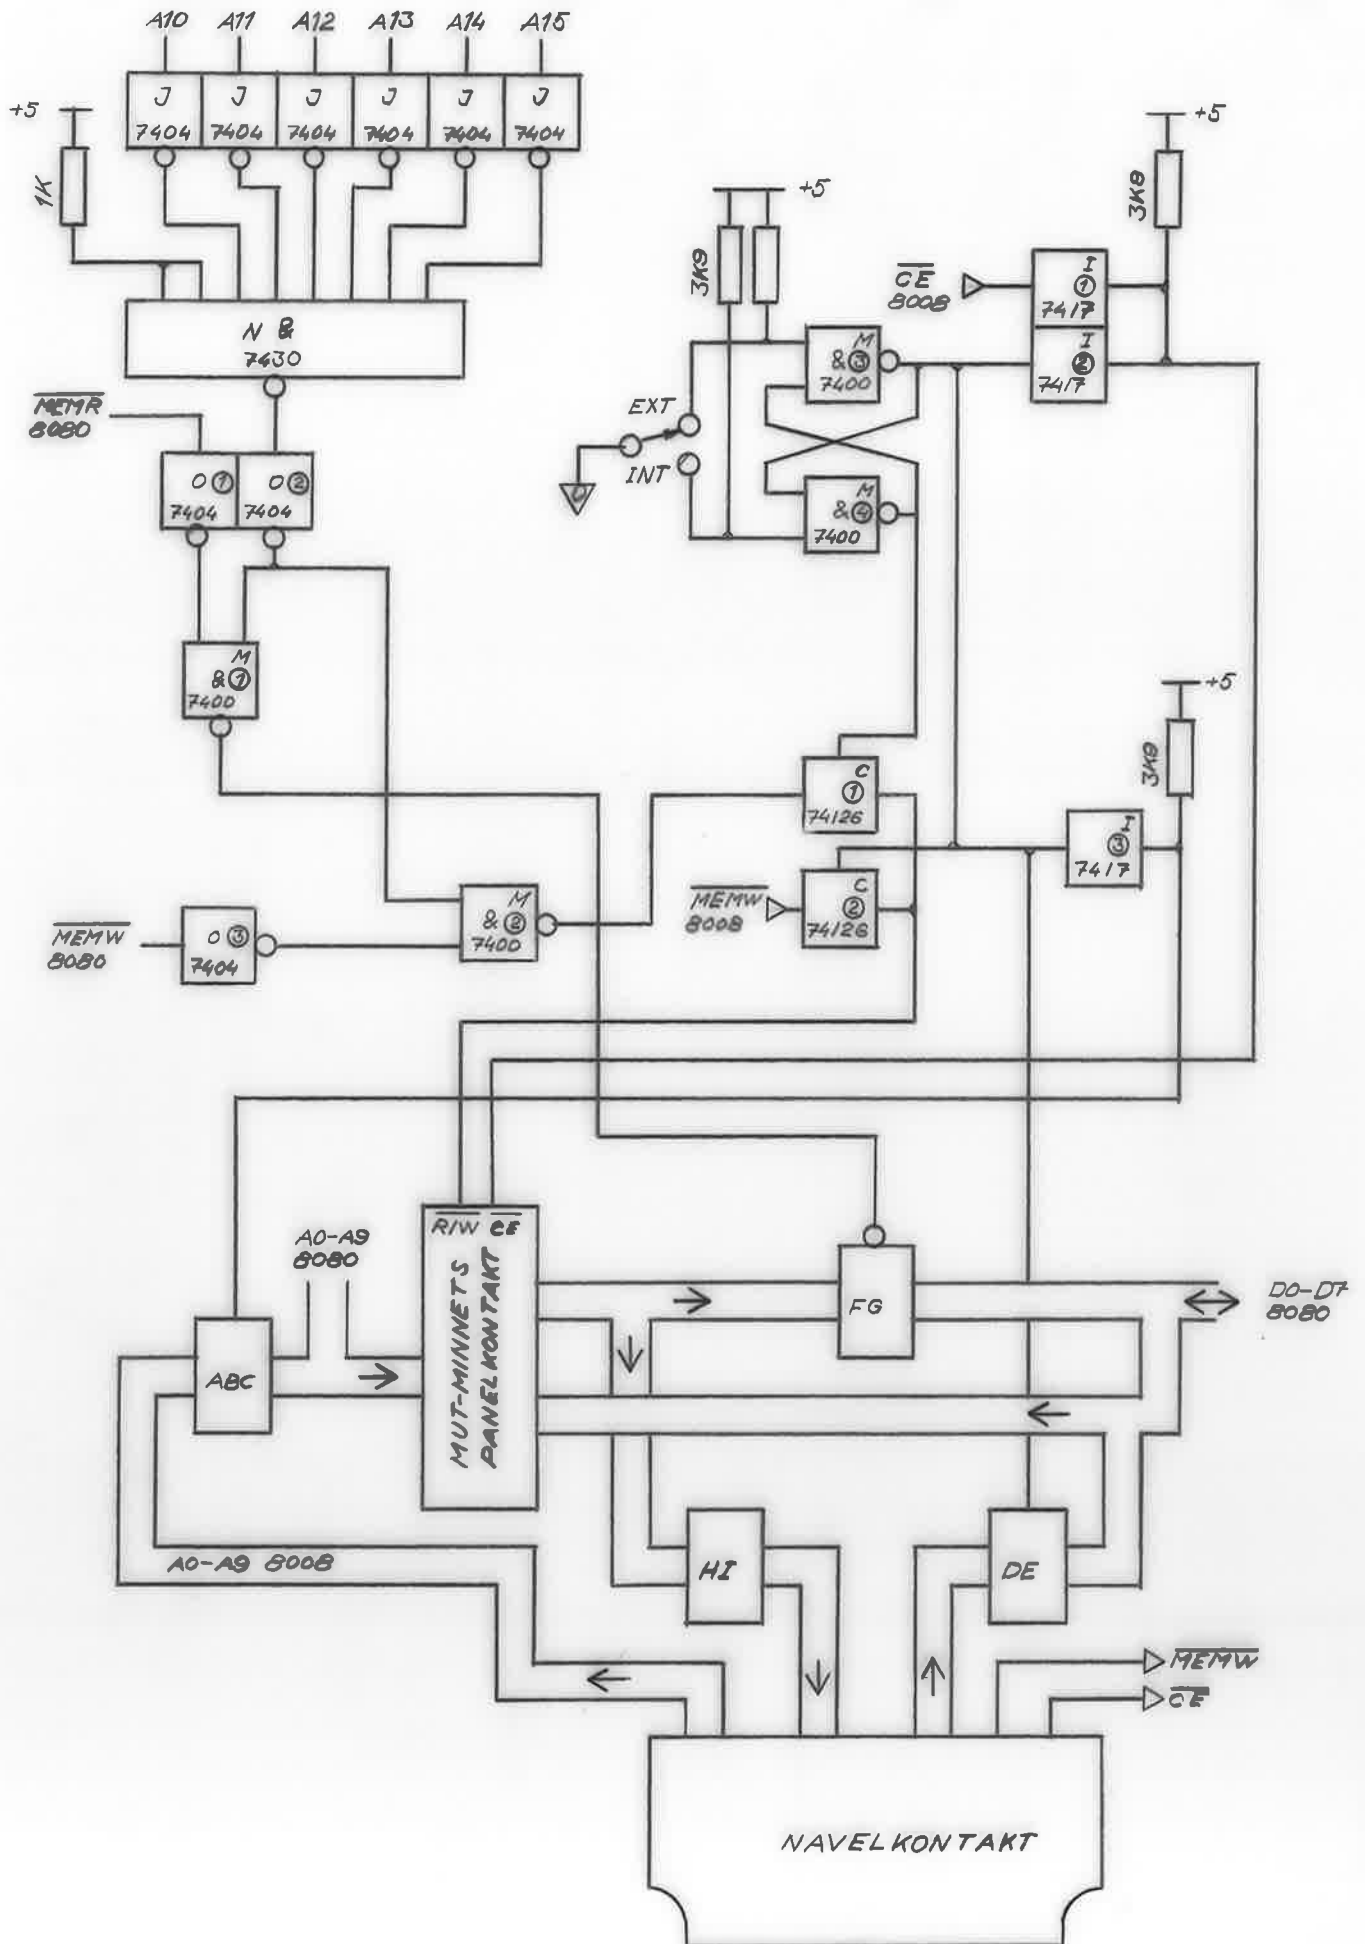 A10 A11 A12 A13 A14 A15
+5
J J J J J J
7404 7404 7404 7404 7404 7404
1K
N &
7430
MEMR
8080
O ① O ②
7404 7404
M
& ①
7400
+5
3K9
EXT
INT
M
& ③
7400
M
& ④
7400
+5
3K9
CE
8008
I
①
7417
I
②
7417
+5
3K9
C
①
74126
I
③
7417
MEMW
8008
C
②
74126
MEMW
8080
O ③
7404
M
& ②
7400
R/W CE
MUT-MINNETS
PANELKONTAKT
A0-A9
8080
ABC
FG
D0-D7
8080
A0-A9 8008
HI
DE
MEMW
CE
NAVELKONTAKT